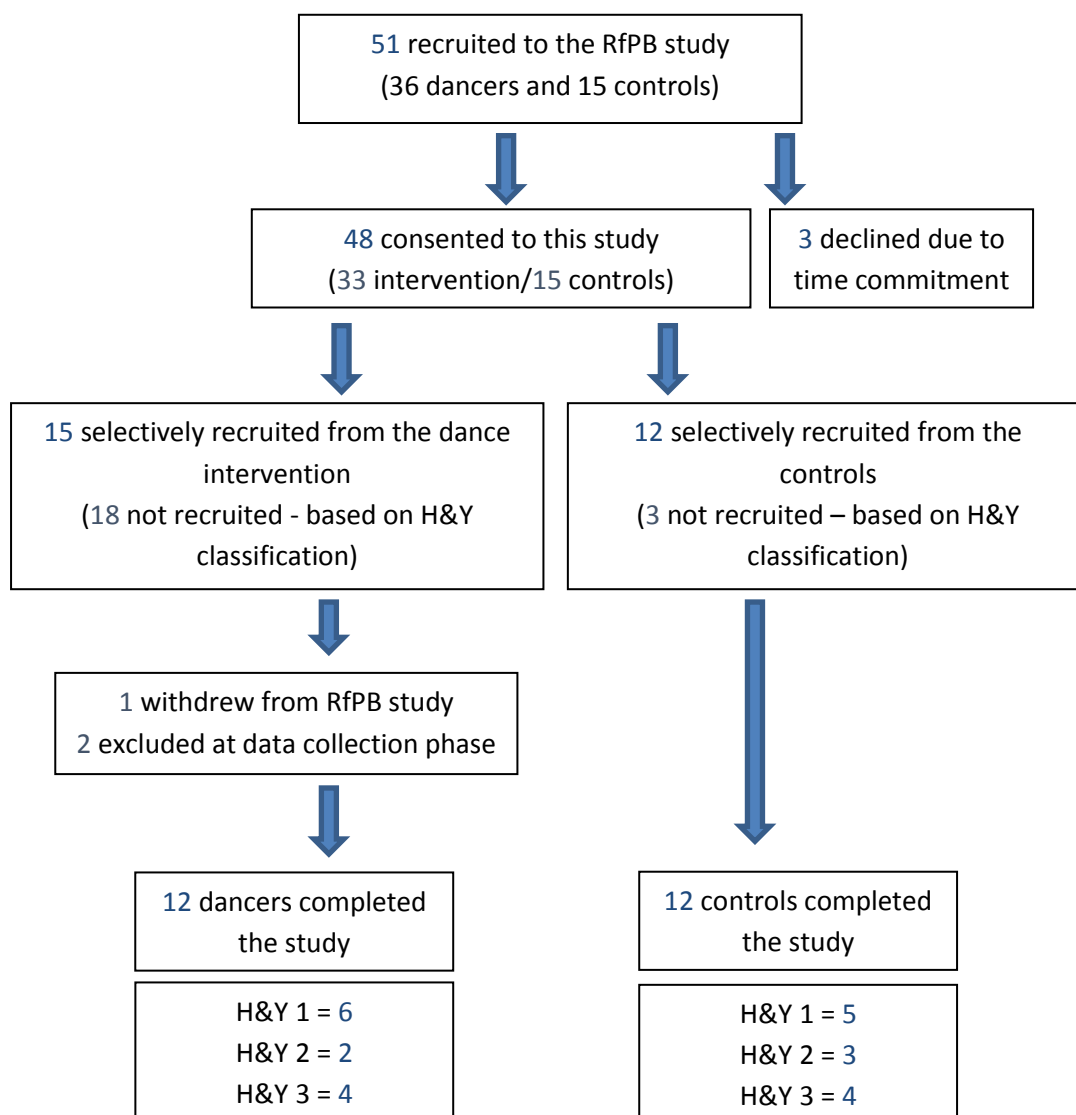 51 recruited to the RfPB study
(36 dancers and 15 controls)
48 consented to this study
(33 intervention/15 controls)
3 declined due to
time commitment
15 selectively recruited from the dance
intervention
(18 not recruited - based on H&Y
classification)
12 selectively recruited from the
controls
(3 not recruited – based on H&Y
classification)
1 withdrew from RfPB study
2 excluded at data collection phase
12 dancers completed
the study
12 controls completed
the study
H&Y 1 = 6
H&Y 2 = 2
H&Y 3 = 4
H&Y 1 = 5
H&Y 2 = 3
H&Y 3 = 4